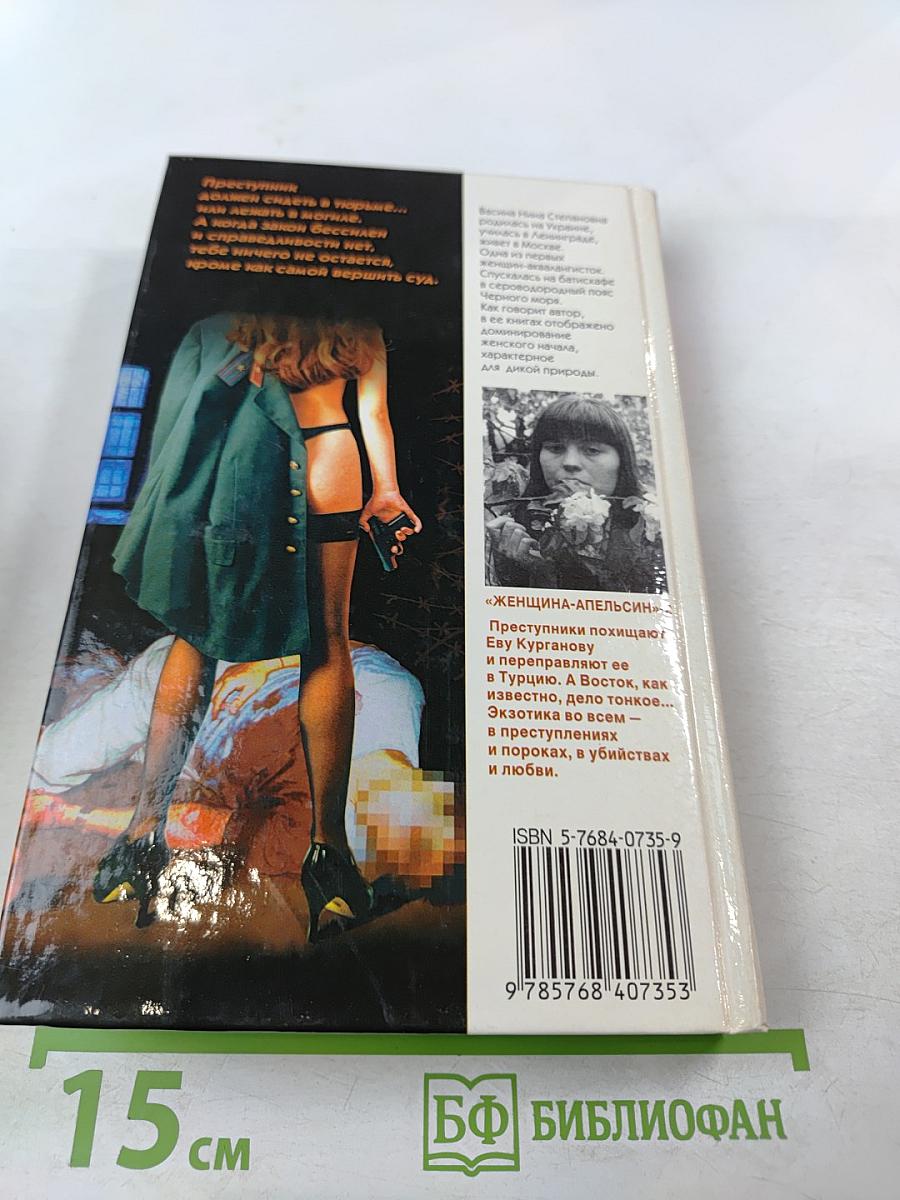 Преступник
должен сидеть в тюрьме...
или лежать в могиле.
А когда закон бессилен
и справедливости нет,
тебе ничего не остается,
кроме как самой вершить суд.
Васина Нина Степановна
родилась на Украине,
училась в Ленинграде,
живет в Москве.
Одна из первых
женщин-аквалангисток.
Спускалась на батискафе
в сероводородный пояс
Черного моря.
Как говорит автор,
в ее книгах отображено
доминирование
женского начала,
характерное
для дикой природы.
«ЖЕНЩИНА-АПЕЛЬСИН»
Преступники похищают
Еву Курганову
и переправляют ее
в Турцию. А Восток, как
известно, дело тонкое...
Экзотика во всем —
в преступлениях
и пороках, в убийствах
и любви.
ISBN 5-7684-0735-9
9 785768 407353
15 см
БФ БИБЛИОФАН